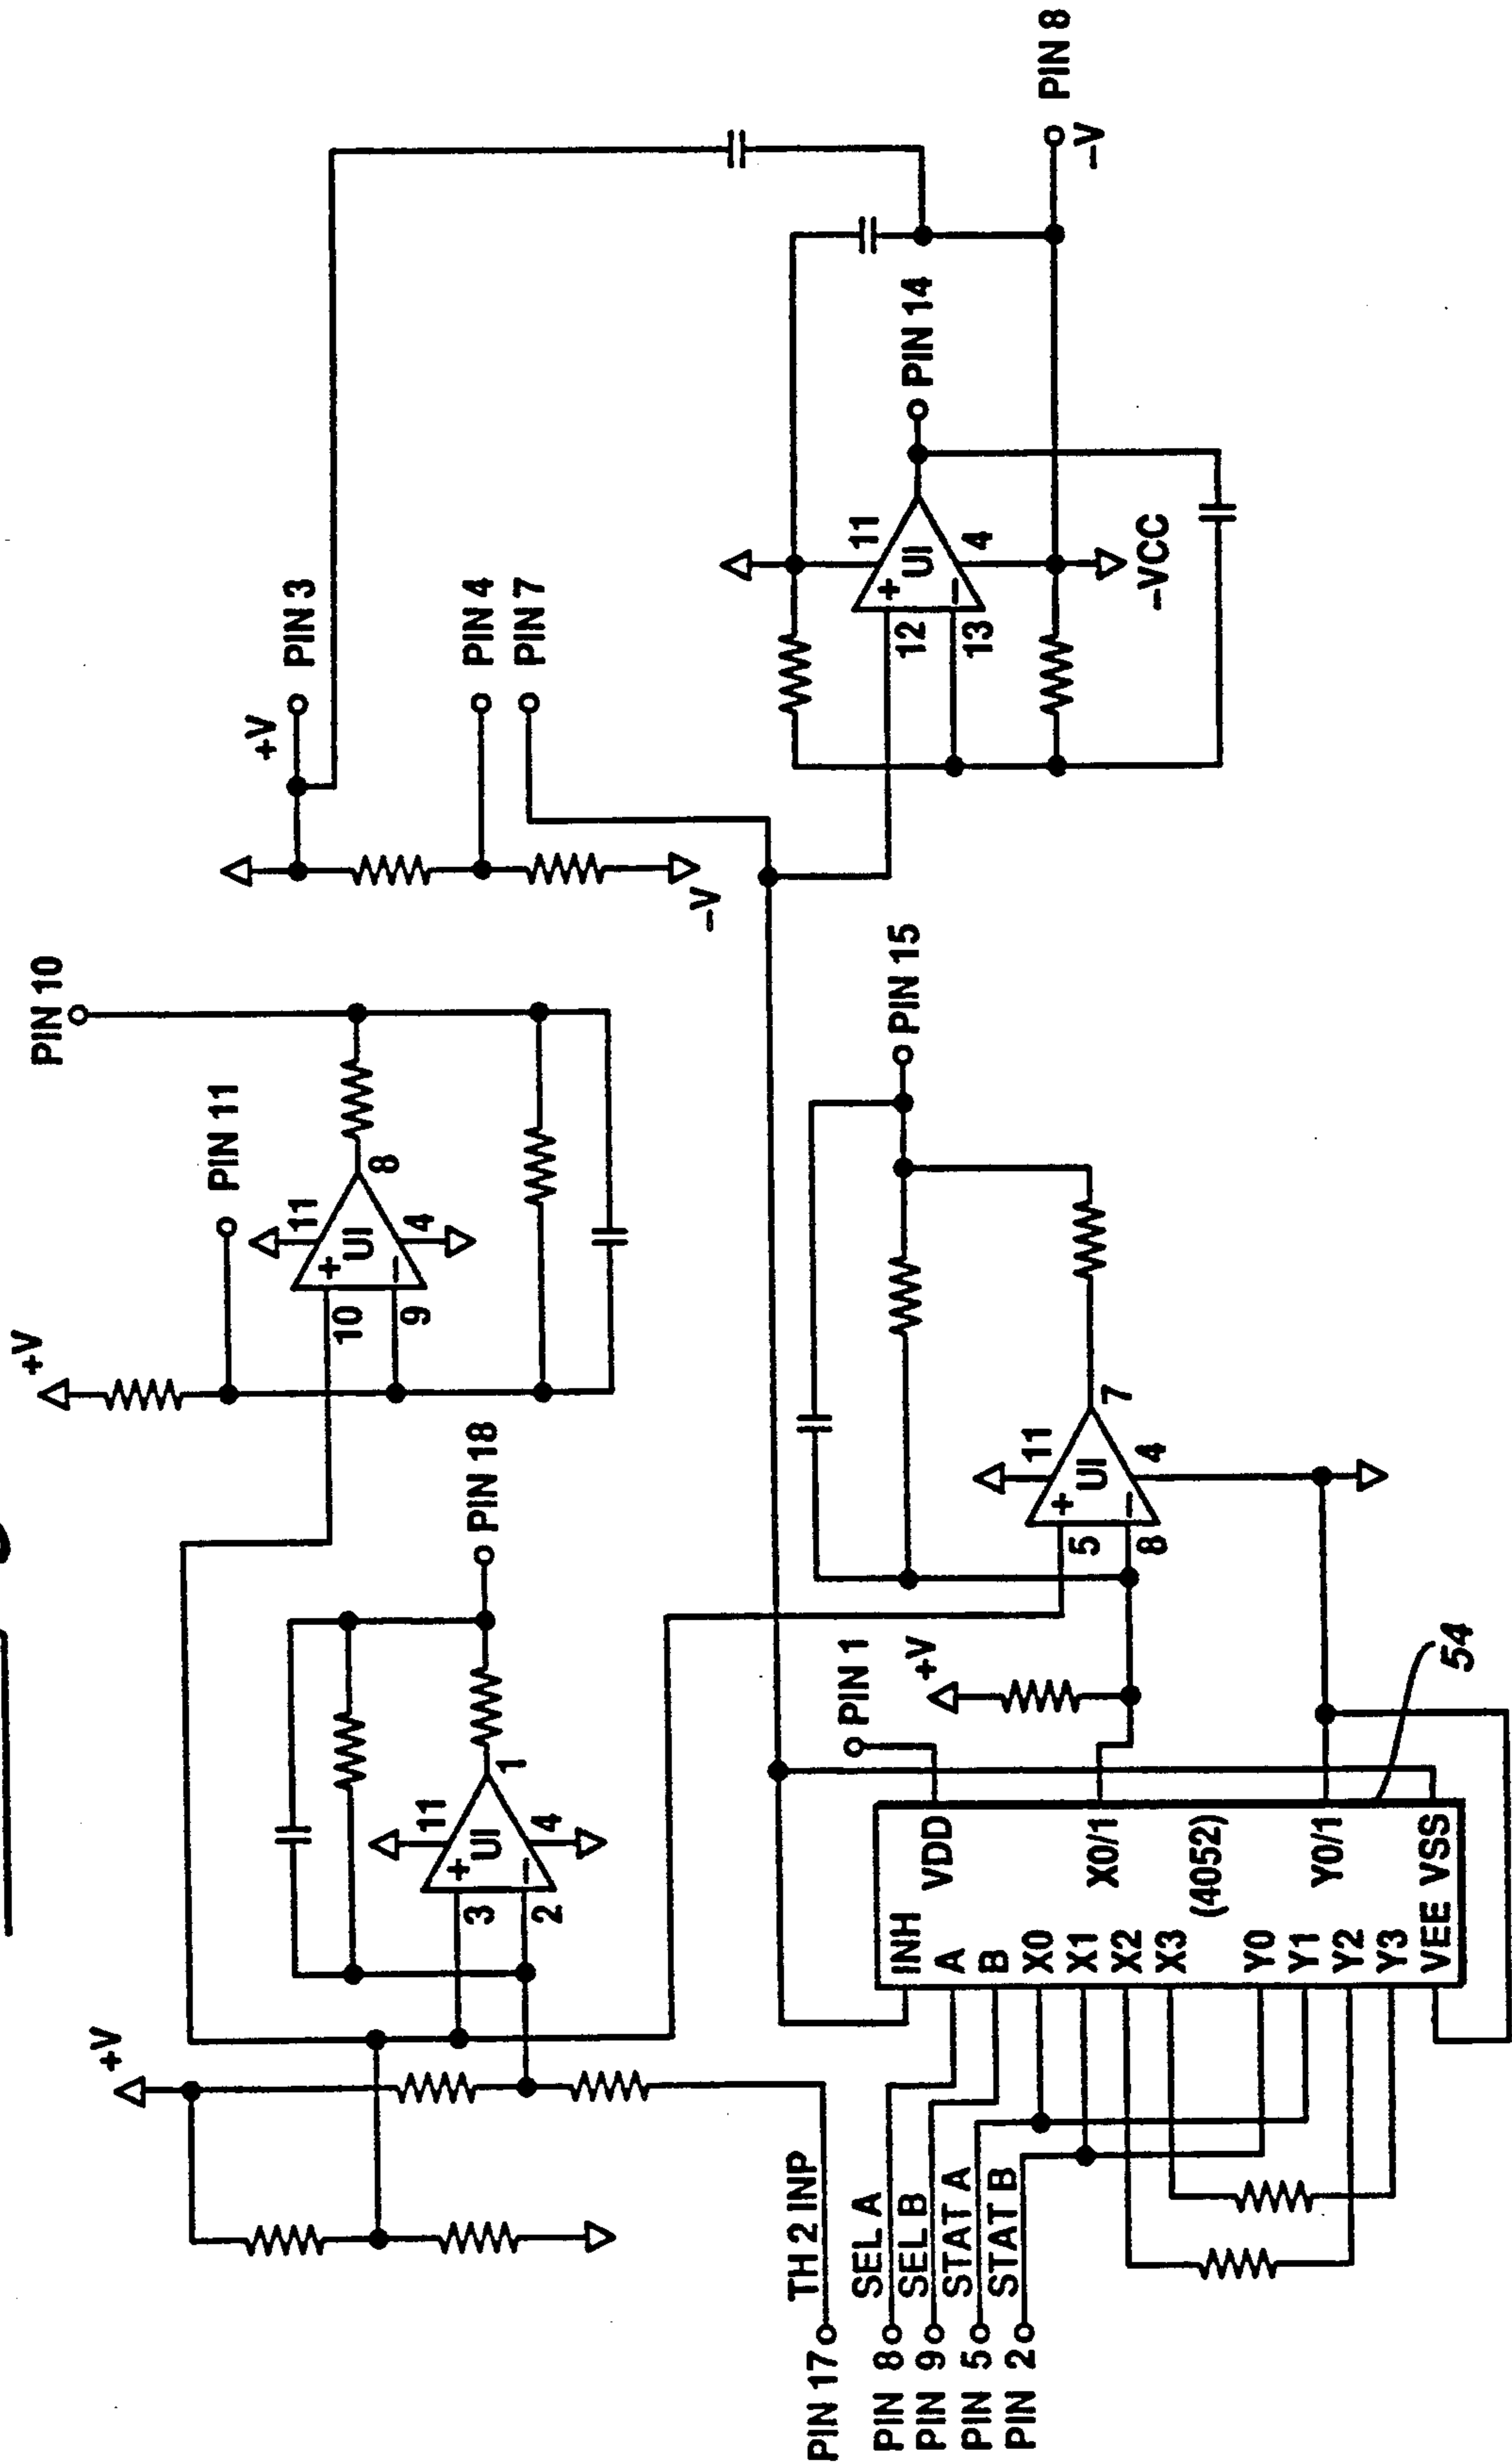 +V
PIN 10
+V
PIN 11
11
10
+
UI
8
9
−
4
+V
PIN 3
PIN 4
PIN 7
−V
11
3
+
UI
1
2
−
4
PIN 18
11
12
+
UI
PIN 14
13
−
4
−VCC
PIN 8
−V
PIN 17
TH 2 INP
PIN 8
SEL A
PIN 9
SEL B
PIN 5
STAT A
PIN 2
STAT B
PIN 1
+V
11
5
+
UI
7
8
−
4
PIN 15
INH
VDD
A
B
X0
X0/1
X1
X2
X3
(4052)
Y0
Y0/1
Y1
Y2
Y3
VEE VSS
54